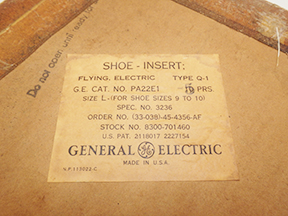 Do not open until ready
SHOE - INSERT;
FLYING, ELECTRIC TYPE Q-1
G.E. CAT. NO. PA22E1 10 PRS.
SIZE L-(FOR SHOE SIZES 9 TO 10)
SPEC. NO. 3236
ORDER NO. (33-038)-45-4356-AF
STOCK NO. 8300-701460
U.S. PAT. 2118017 2227154
GENERAL GE ELECTRIC
MADE IN U.S.A.